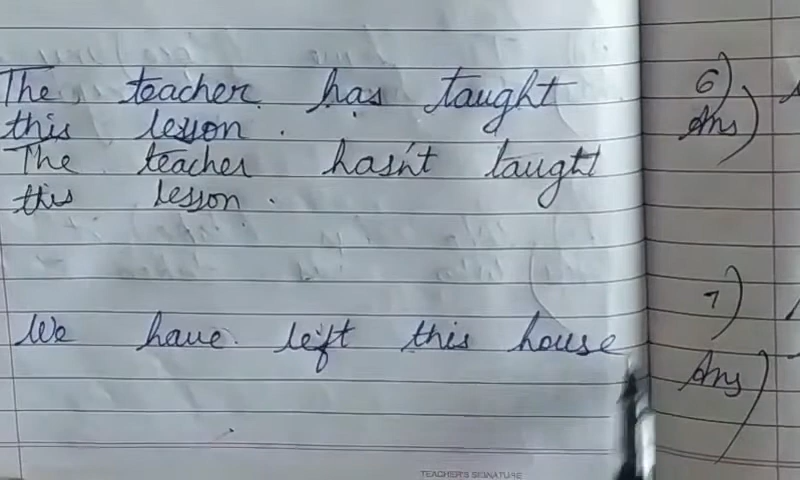 The teacher has taught
this lesson.
The teacher hasn't taught
this lesson.
We have left this house
TEACHER'S SIGNATURE
6)
Ans)
7)
Ans)